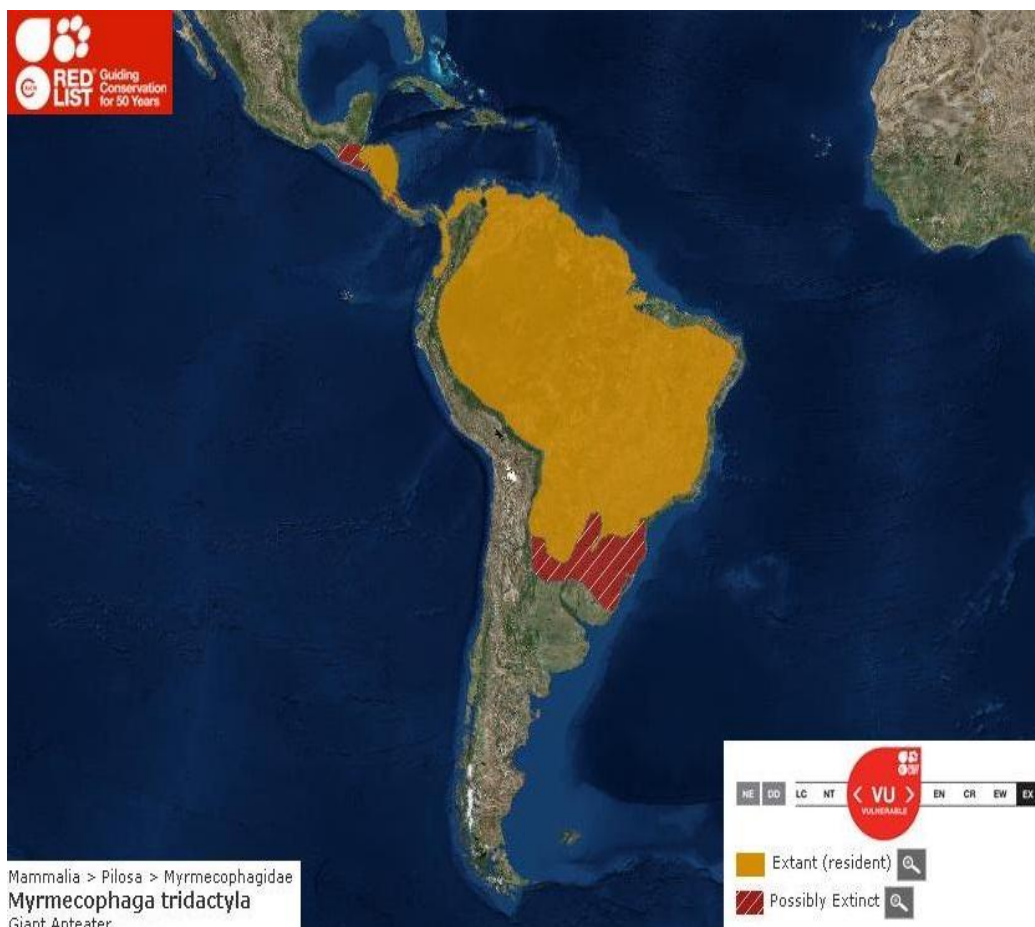 RED LIST
Guiding
Conservation
for 50 Years
NE DD LC NT < VU > EN CR EW EX
VULNERABLE
Extant (resident)
Possibly Extinct
Mammalia > Pilosa > Myrmecophagidae
Myrmecophaga tridactyla
Giant Anteater